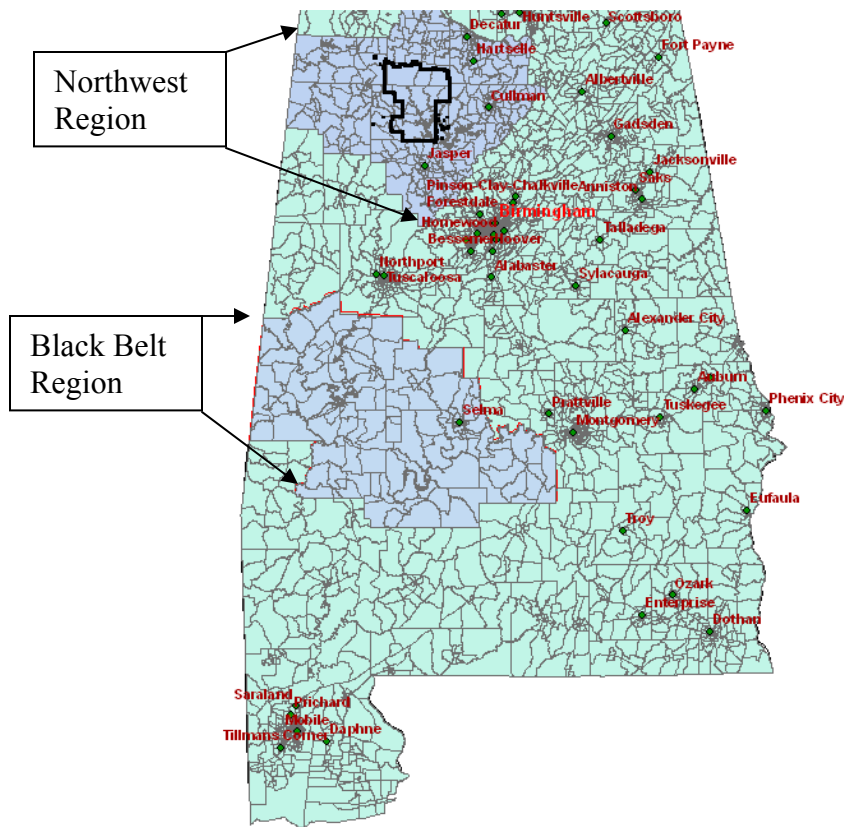 Northwest
Region
Black Belt
Region
Decatur
Huntsville
Scottsboro
Hartselle
Fort Payne
Albertville
Cullman
Gadsden
Jasper
Jacksonville
Pinson-Clay-Chalkville
Anniston
Saks
Forestdale
Birmingham
Homewood
Talladega
Bessemer
Hoover
Northport
Tuscaloosa
Alabaster
Sylacauga
Alexander City
Auburn
Phenix City
Selma
Prattville
Tuskegee
Montgomery
Eufaula
Troy
Ozark
Enterprise
Dothan
Saraland
Prichard
Mobile
Tillmans Corner
Daphne